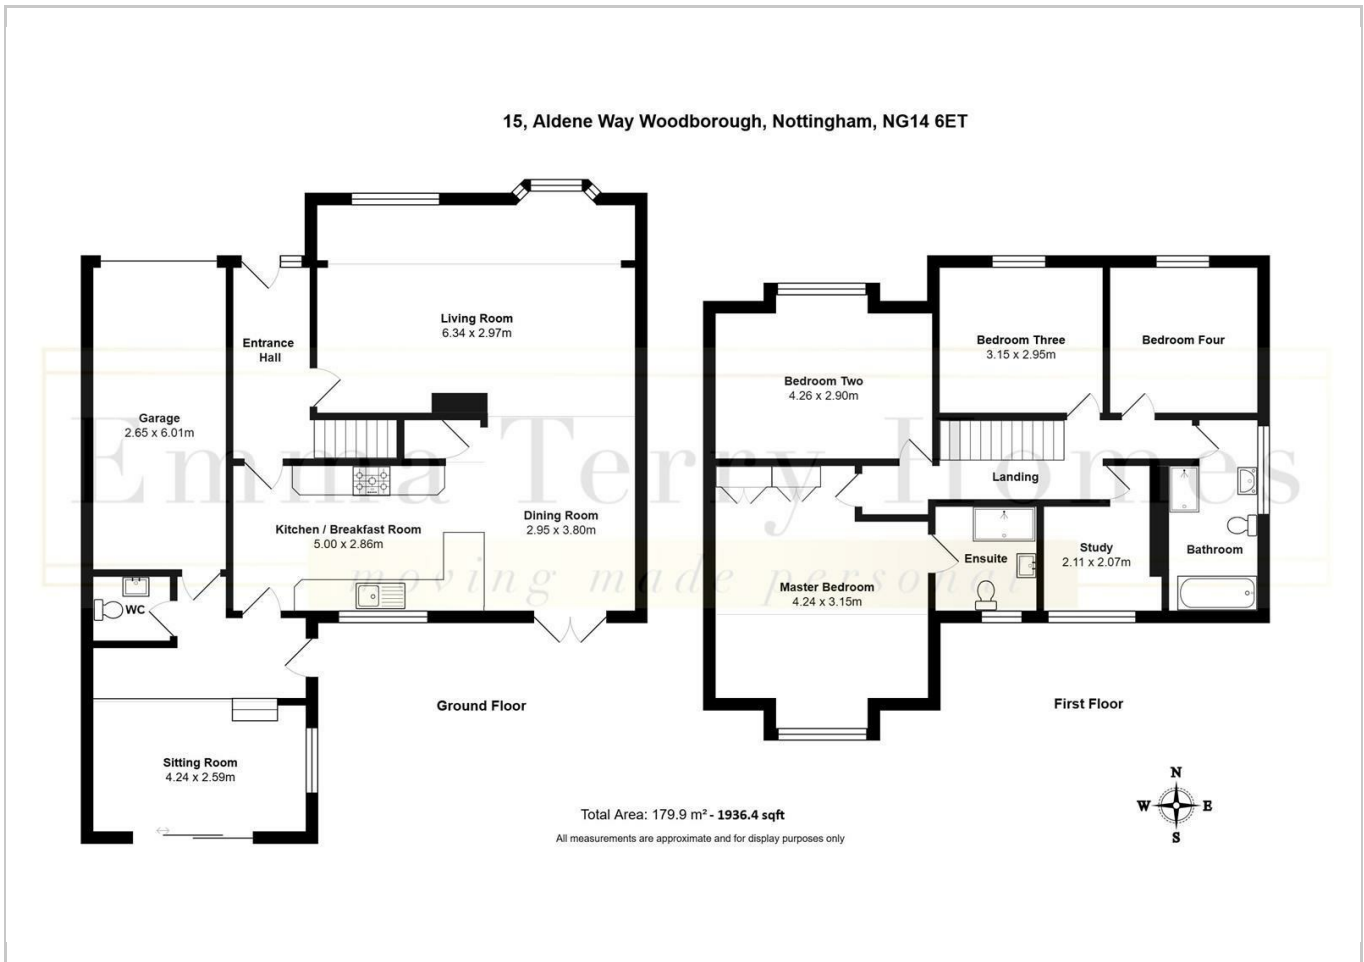 15, Aldene Way Woodborough, Nottingham, NG14 6ET
Living Room
6.34 x 2.97m
Entrance
Hall
Garage
2.65 x 6.01m
Kitchen / Breakfast Room
5.00 x 2.86m
Dining Room
2.95 x 3.80m
WC
Sitting Room
4.24 x 2.59m
Ground Floor
Bedroom Two
4.26 x 2.90m
Bedroom Three
3.15 x 2.95m
Bedroom Four
Landing
Master Bedroom
4.24 x 3.15m
Ensuite
Study
2.11 x 2.07m
Bathroom
First Floor
Emma Terry Homes
moving made personal
Total Area: 179.9 m² - 1936.4 sqft
All measurements are approximate and for display purposes only
N
W E
S